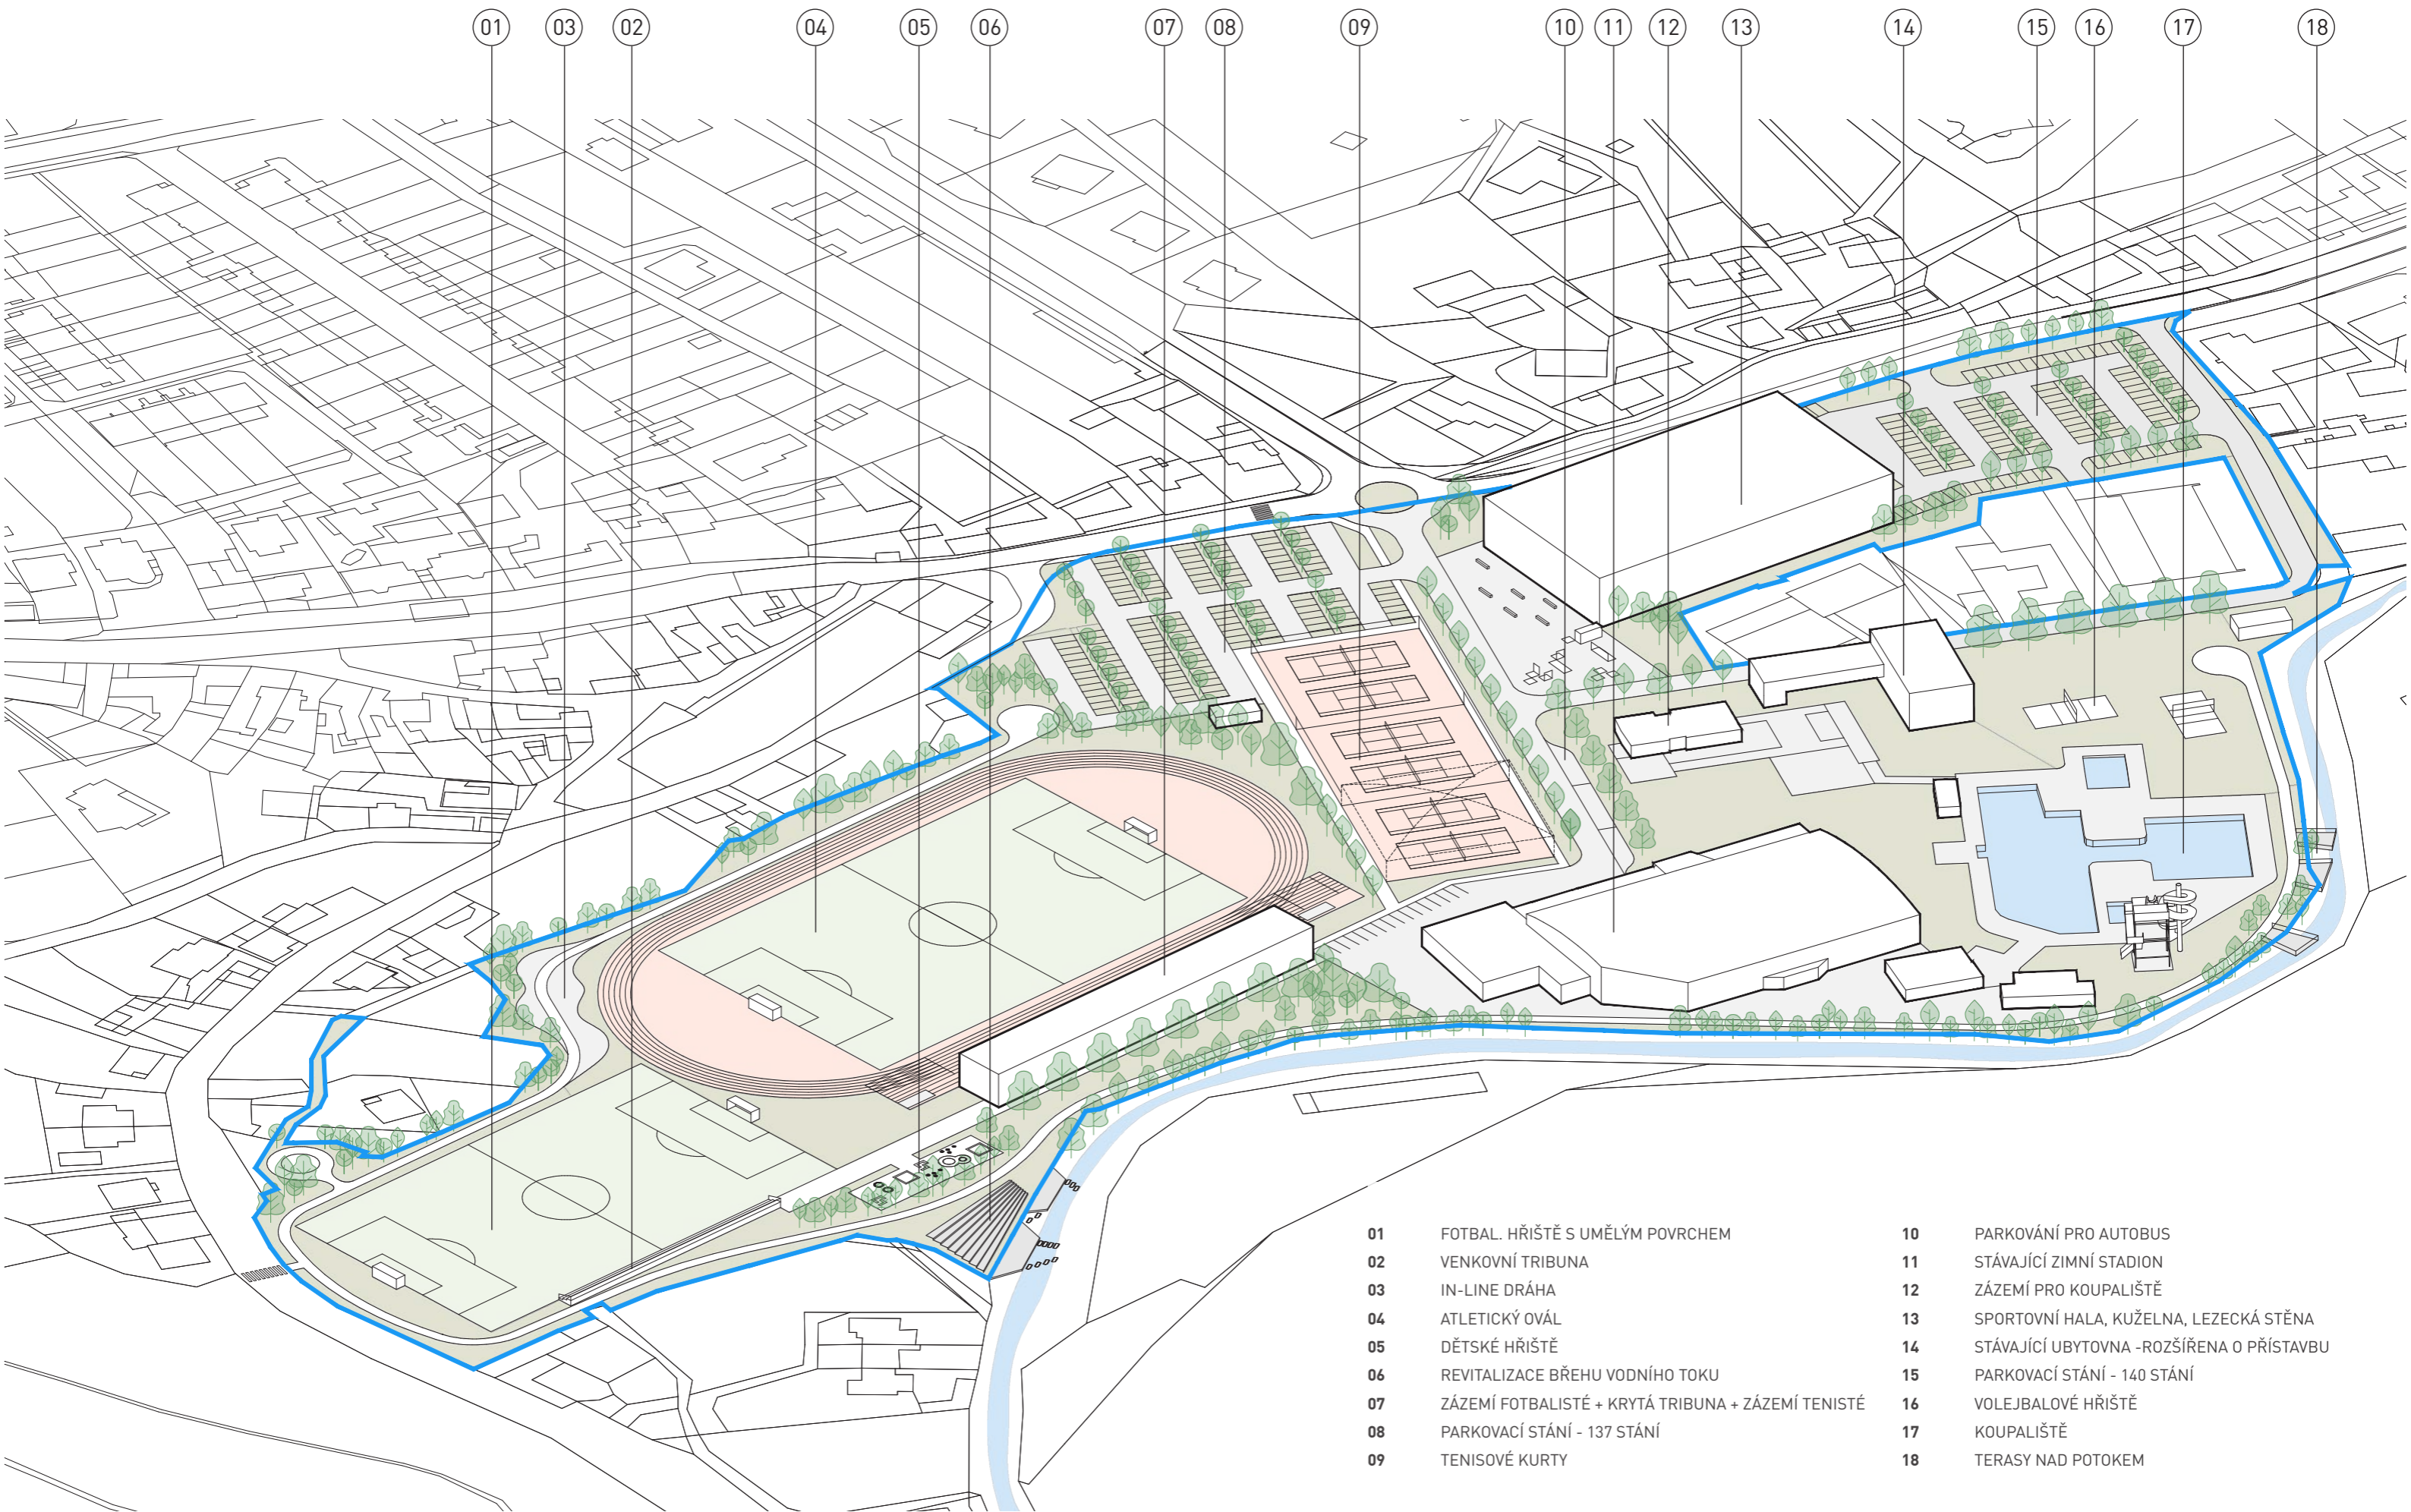 01 03 02 04 05 06 07 08 09 10 11 12 13 14 15 16 17 18
01 FOTBAL. HŘIŠTĚ S UMĚLÝM POVRCHEM
02 VENKOVNÍ TRIBUNA
03 IN-LINE DRÁHA
04 ATLETICKÝ OVÁL
05 DĚTSKÉ HŘIŠTĚ
06 REVITALIZACE BŘEHU VODNÍHO TOKU
07 ZÁZEMÍ FOTBALISTÉ + KRYTÁ TRIBUNA + ZÁZEMÍ TENISTÉ
08 PARKOVACÍ STÁNÍ - 137 STÁNÍ
09 TENISOVÉ KURTY
10 PARKOVÁNÍ PRO AUTOBUS
11 STÁVAJÍCÍ ZIMNÍ STADION
12 ZÁZEMÍ PRO KOUPALIŠTĚ
13 SPORTOVNÍ HALA, KUŽELNA, LEZECKÁ STĚNA
14 STÁVAJÍCÍ UBYTOVNA -ROZŠÍŘENA O PŘÍSTAVBU
15 PARKOVACÍ STÁNÍ - 140 STÁNÍ
16 VOLEJBALOVÉ HŘIŠTĚ
17 KOUPALIŠTĚ
18 TERASY NAD POTOKEM